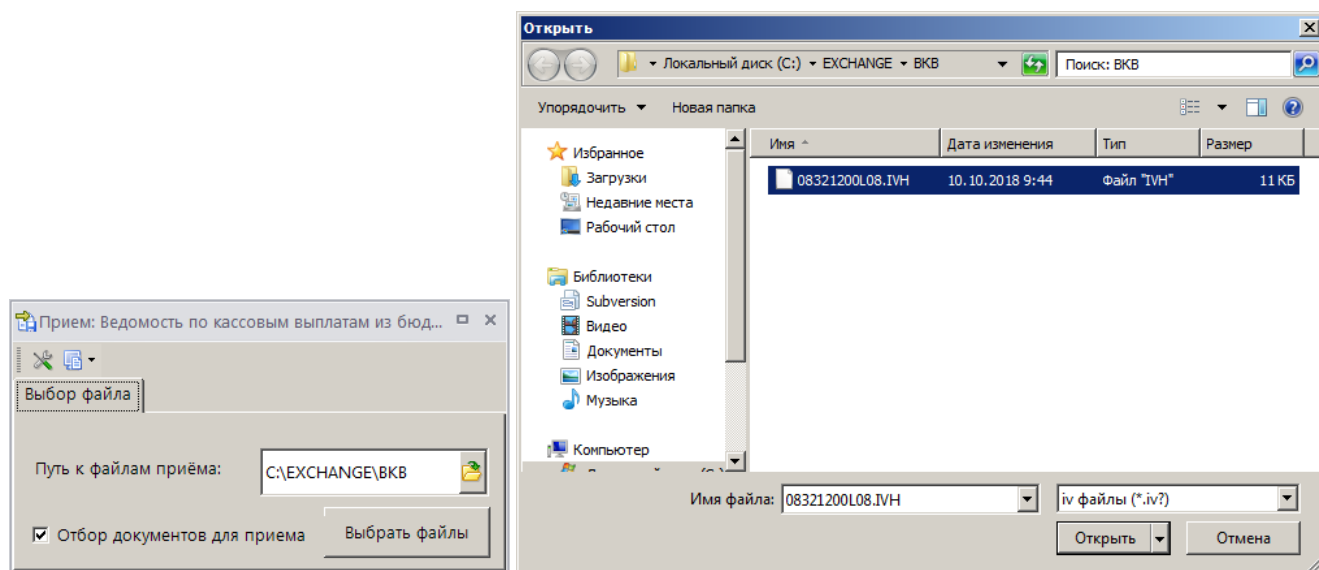 Прием: Ведомость по кассовым выплатам из бюд...
Выбор файла
Путь к файлам приёма:
C:\EXCHANGE\BKB
Отбор документов для приема
Выбрать файлы
Открыть
Локальный диск (C:) EXCHANGE BKB
Поиск: BKB
Упорядочить
Новая папка
Имя Дата изменения Тип Размер
08321200L08.IVH 10.10.2018 9:44 Файл "IVH" 11 КБ
Избранное
Загрузки
Недавние места
Рабочий стол
Библиотеки
Subversion
Видео
Документы
Изображения
Музыка
Компьютер
Имя файла: 08321200L08.IVH
iv файлы (*.iv?)
Открыть
Отмена